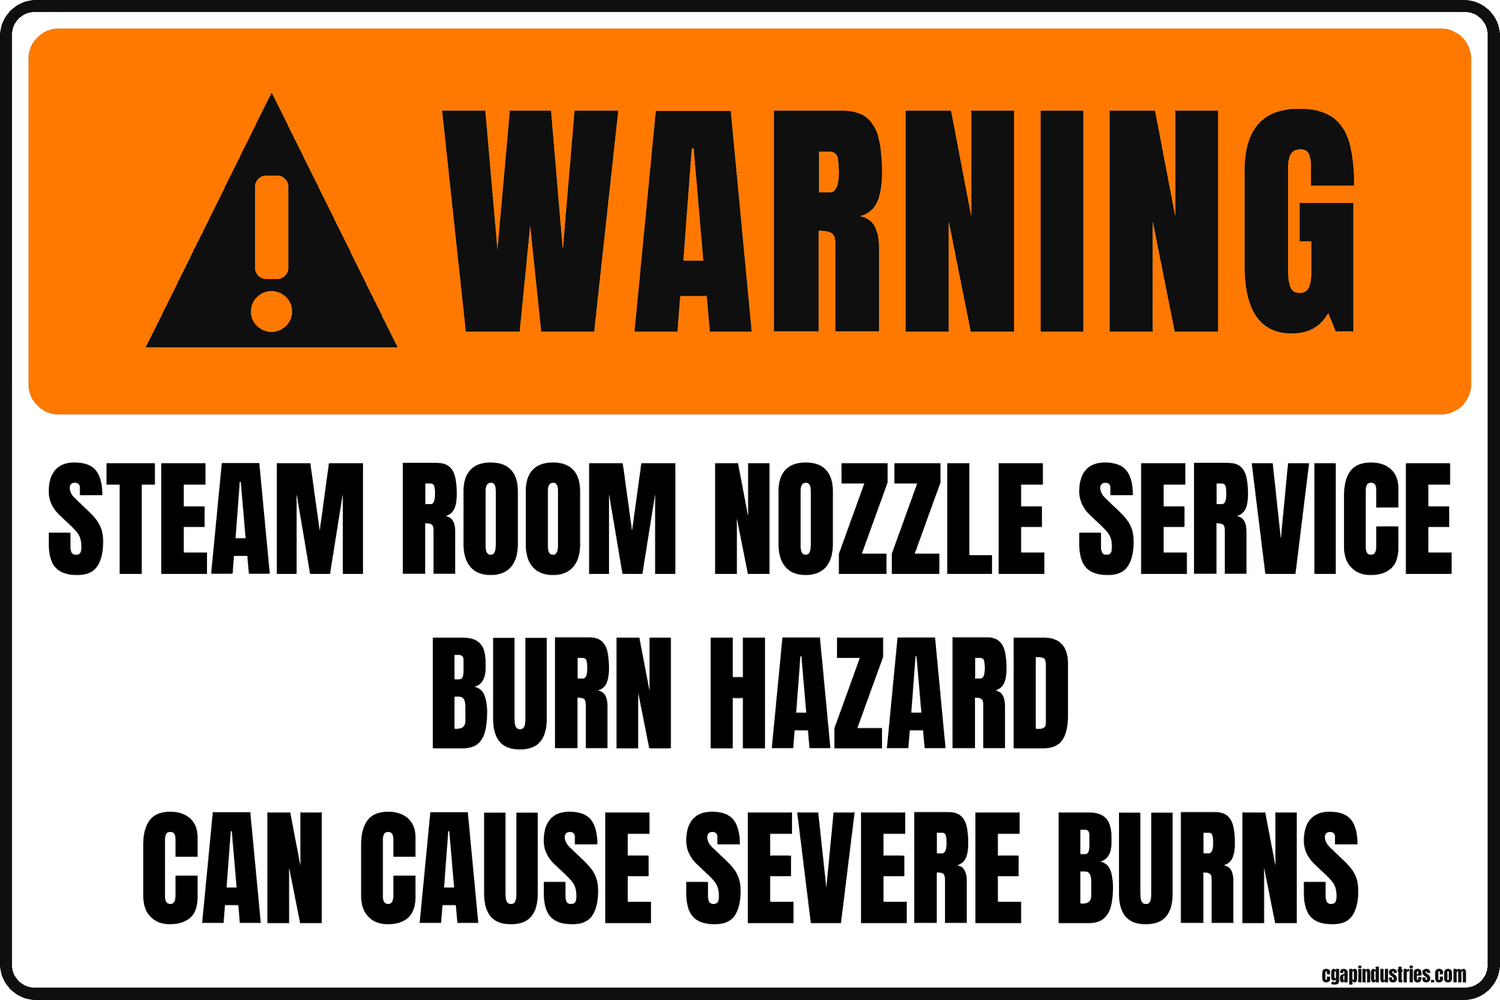 WARNING
STEAM ROOM NOZZLE SERVICE
BURN HAZARD
CAN CAUSE SEVERE BURNS
cgapindustries.com